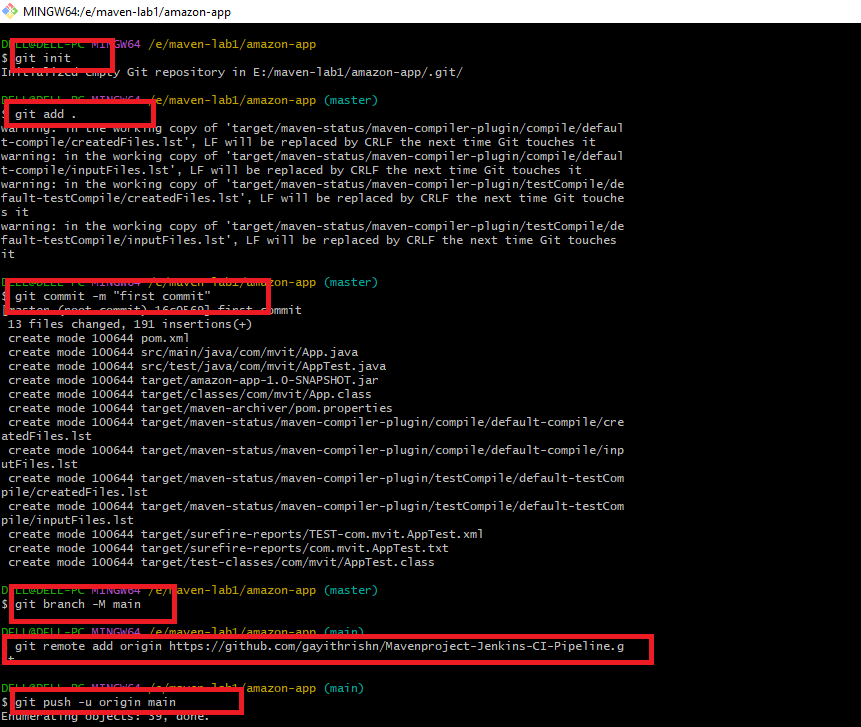 MINGW64:/e/maven-lab1/amazon-app
DELL@DELL-PC MINGW64 /e/maven-lab1/amazon-app
$ git init
Initialized empty Git repository in E:/maven-lab1/amazon-app/.git/
DELL@DELL-PC MINGW64 /e/maven-lab1/amazon-app (master)
$ git add .
warning: in the working copy of 'target/maven-status/maven-compiler-plugin/compile/defaul
t-compile/createdFiles.lst', LF will be replaced by CRLF the next time Git touches it
warning: in the working copy of 'target/maven-status/maven-compiler-plugin/compile/defaul
t-compile/inputFiles.lst', LF will be replaced by CRLF the next time Git touches it
warning: in the working copy of 'target/maven-status/maven-compiler-plugin/testCompile/de
fault-testCompile/createdFiles.lst', LF will be replaced by CRLF the next time Git touche
s it
warning: in the working copy of 'target/maven-status/maven-compiler-plugin/testCompile/de
fault-testCompile/inputFiles.lst', LF will be replaced by CRLF the next time Git touches
it
DELL@DELL-PC MINGW64 /e/maven-lab1/amazon-app (master)
$ git commit -m "first commit"
[master (root-commit) 16c0569] first commit
13 files changed, 191 insertions(+)
create mode 100644 pom.xml
create mode 100644 src/main/java/com/mvit/App.java
create mode 100644 src/test/java/com/mvit/AppTest.java
create mode 100644 target/amazon-app-1.0-SNAPSHOT.jar
create mode 100644 target/classes/com/mvit/App.class
create mode 100644 target/maven-archiver/pom.properties
create mode 100644 target/maven-status/maven-compiler-plugin/compile/default-compile/cre
atedFiles.lst
create mode 100644 target/maven-status/maven-compiler-plugin/compile/default-compile/inp
utFiles.lst
create mode 100644 target/maven-status/maven-compiler-plugin/testCompile/default-testCom
pile/createdFiles.lst
create mode 100644 target/maven-status/maven-compiler-plugin/testCompile/default-testCom
pile/inputFiles.lst
create mode 100644 target/surefire-reports/TEST-com.mvit.AppTest.xml
create mode 100644 target/surefire-reports/com.mvit.AppTest.txt
create mode 100644 target/test-classes/com/mvit/AppTest.class
DELL@DELL-PC MINGW64 /e/maven-lab1/amazon-app (master)
$ git branch -M main
DELL@DELL-PC MINGW64 /e/maven-lab1/amazon-app (main)
git remote add origin https://github.com/gayithrishn/Mavenproject-Jenkins-CI-Pipeline.g
DELL@DELL-PC MINGW64 /e/maven-lab1/amazon-app (main)
$ git push -u origin main
Enumerating objects: 39, done.